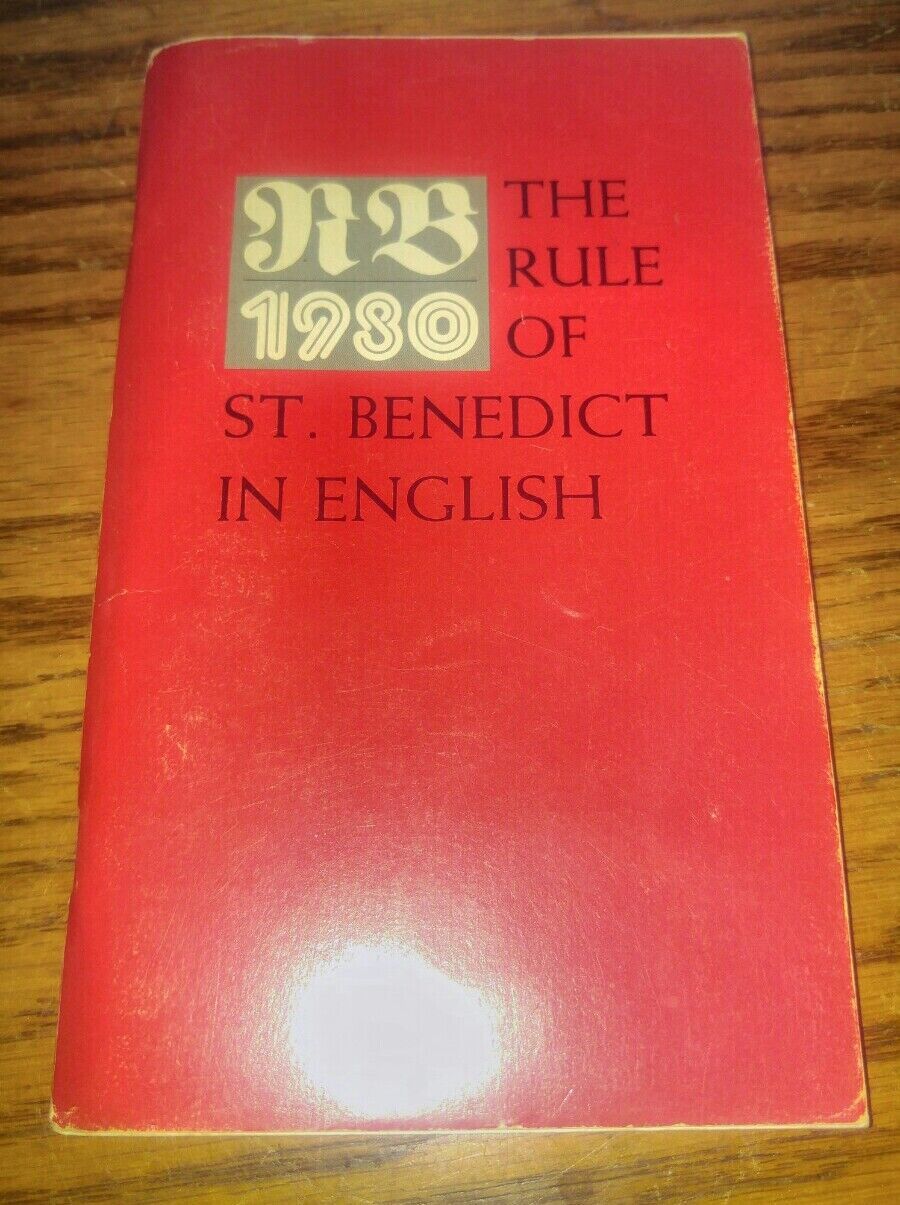 RB
1980
THE
RULE
OF
ST. BENEDICT
IN ENGLISH